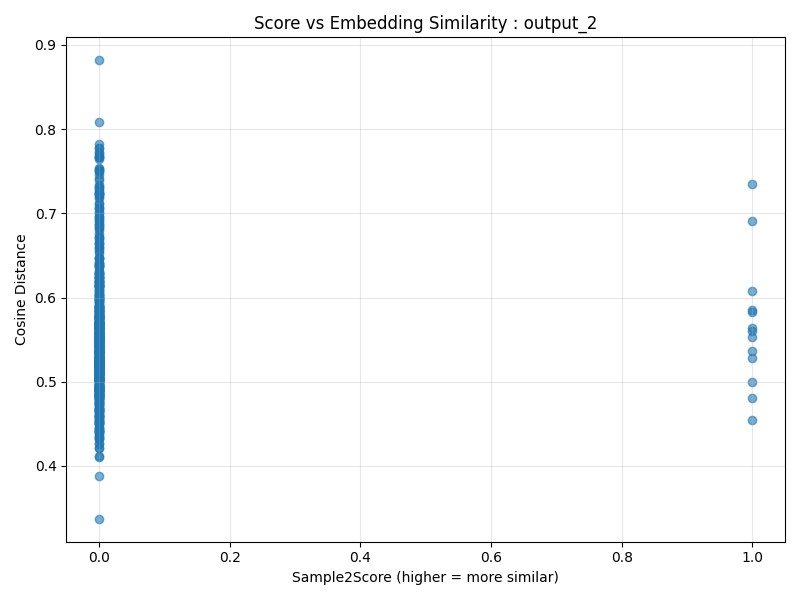 Score vs Embedding Similarity : output_2
0.9
0.8
0.7
0.6
0.5
0.4
Cosine Distance
0.0 0.2 0.4 0.6 0.8 1.0
Sample2Score (higher = more similar)